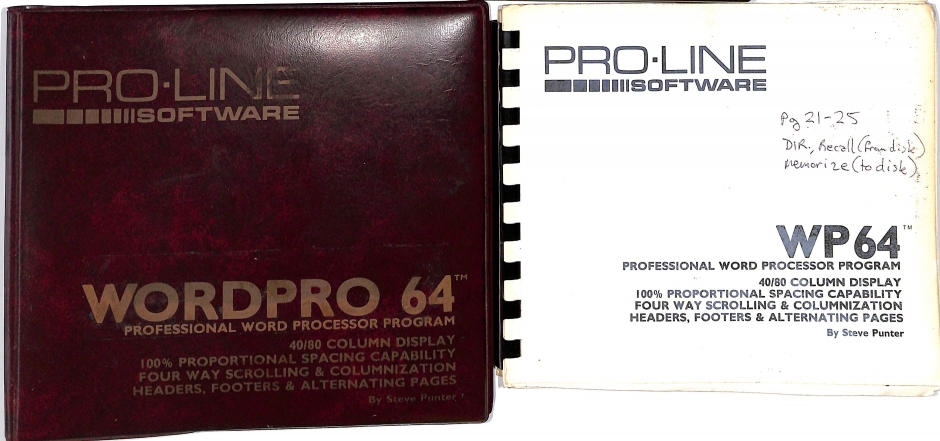 PRO·LINE
SOFTWARE
WORDPRO 64™
PROFESSIONAL WORD PROCESSOR PROGRAM
40/80 COLUMN DISPLAY
100% PROPORTIONAL SPACING CAPABILITY
FOUR WAY SCROLLING & COLUMNIZATION
HEADERS, FOOTERS & ALTERNATING PAGES
By Steve Punter
PRO·LINE
SOFTWARE
Pg 21-25
DIR., Recall (from disk)
Memorize (to disk)
WP64™
PROFESSIONAL WORD PROCESSOR PROGRAM
40/80 COLUMN DISPLAY
100% PROPORTIONAL SPACING CAPABILITY
FOUR WAY SCROLLING & COLUMNIZATION
HEADERS, FOOTERS & ALTERNATING PAGES
By Steve Punter